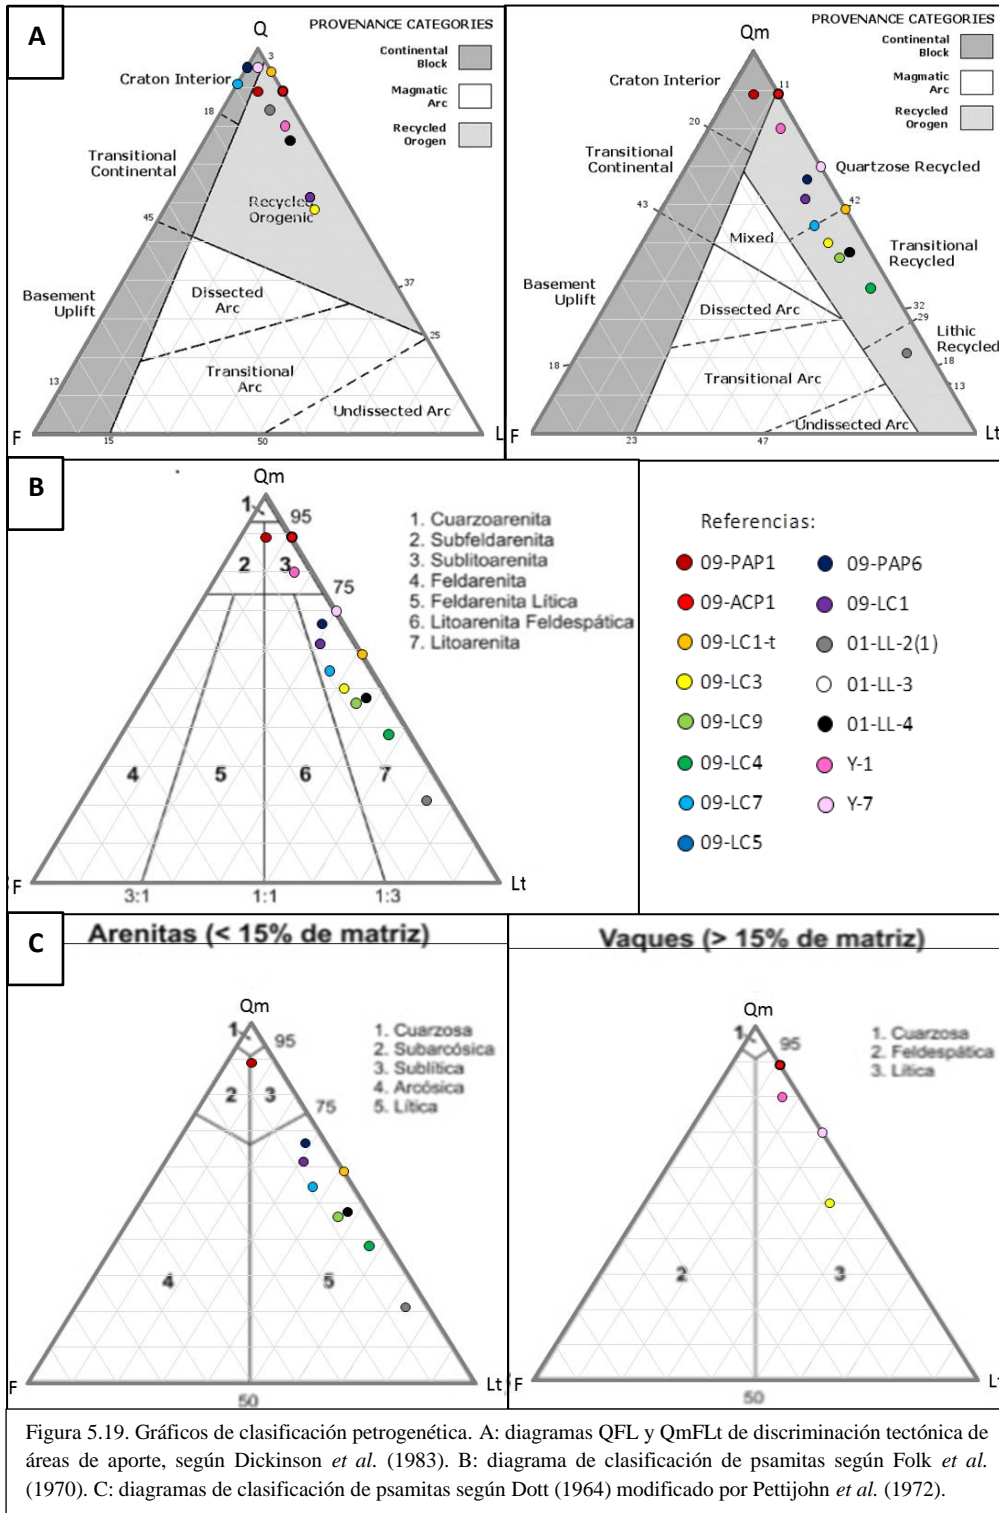 A
Q
PROVENANCE CATEGORIES
Continental
Block
Magmatic
Arc
Recycled
Orogen
3
Craton Interior
18
Transitional
Continental
45
Recycled
Orogenic
Basement
Uplift
Dissected
Arc
37
25
Transitional
Arc
13
Undissected Arc
F
15
50
L
Qm
PROVENANCE CATEGORIES
Continental
Block
Magmatic
Arc
Recycled
Orogen
11
Craton Interior
20
Transitional
Continental
Quartzose Recycled
43
42
Mixed
Transitional
Recycled
Basement
Uplift
Dissected Arc
32
29
Lithic
Recycled
18
18
13
Transitional Arc
Undissected Arc
F
23
47
Lt
B
Qm
1
95
2
3
75
1. Cuarzoarenita
2. Subfeldarenita
3. Sublitoarenita
4. Feldarenita
5. Feldarenita Lítica
6. Litoarenita Feldespática
7. Litoarenita
4
5
6
7
F
3:1
1:1
1:3
Lt
Referencias:
09-PAP1
09-ACP1
09-LC1-t
09-LC3
09-LC9
09-LC4
09-LC7
09-LC5
09-PAP6
09-LC1
01-LL-2(1)
01-LL-3
01-LL-4
Y-1
Y-7
C
Arenitas (< 15% de matriz)
Qm
1
95
2
3
75
1. Cuarzosa
2. Subarcósica
3. Sublítica
4. Arcósica
5. Lítica
4
5
F
50
Lt
Vaques (> 15% de matriz)
Qm
1
95
1. Cuarzosa
2. Feldespática
3. Lítica
2
3
F
50
Lt
Figura 5.19. Gráficos de clasificación petrogenética. A: diagramas QFL y QmFLt de discriminación tectónica de
áreas de aporte, según Dickinson et al. (1983). B: diagrama de clasificación de psamitas según Folk et al.
(1970). C: diagramas de clasificación de psamitas según Dott (1964) modificado por Pettijohn et al. (1972).